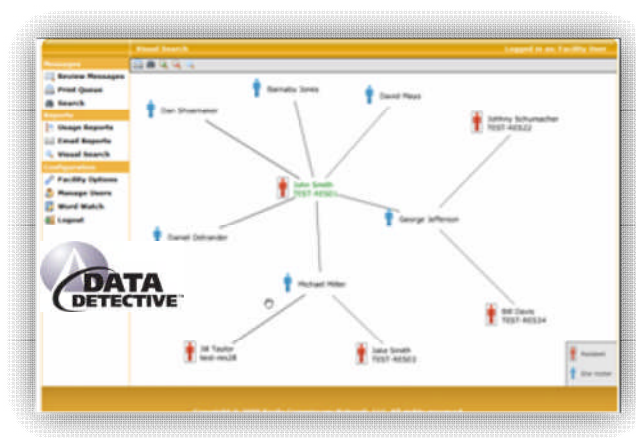 Visual Search
Logged in as: Facility User
Messages
Review Messages
Print Queue
Search
Reports
Usage Reports
Email Reports
Visual Search
Configuration
Facility Options
Manage Users
Word Watch
Logout
Barnaby Jones
David Mayo
Dan Shoemaker
Johnny Schumacher
TEST-RES22
Jake Smith
TEST-RES01
George Jefferson
Daniel Ostrander
Michael Miller
Bill Davis
TEST-RES34
Jill Taylor
test-res28
Jake Smith
TEST-RES03
Resident
Site Visitor
DATA
DETECTIVE